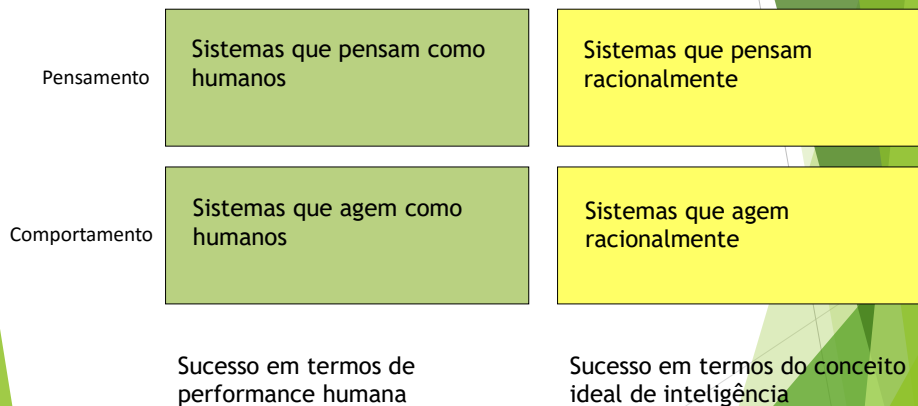 Pensamento
Sistemas que pensam como
humanos
Sistemas que pensam
racionalmente
Comportamento
Sistemas que agem como
humanos
Sistemas que agem
racionalmente
Sucesso em termos de
performance humana
Sucesso em termos do conceito
ideal de inteligência